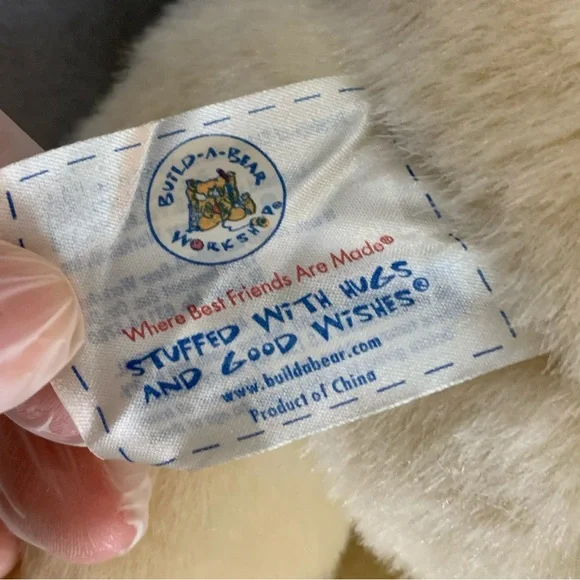 BUILD-A-BEAR
WORKSHOP®
Where Best Friends Are Made®
STUFFED WITH HUGS
AND GOOD WISHES®
www.buildabear.com
Product of China